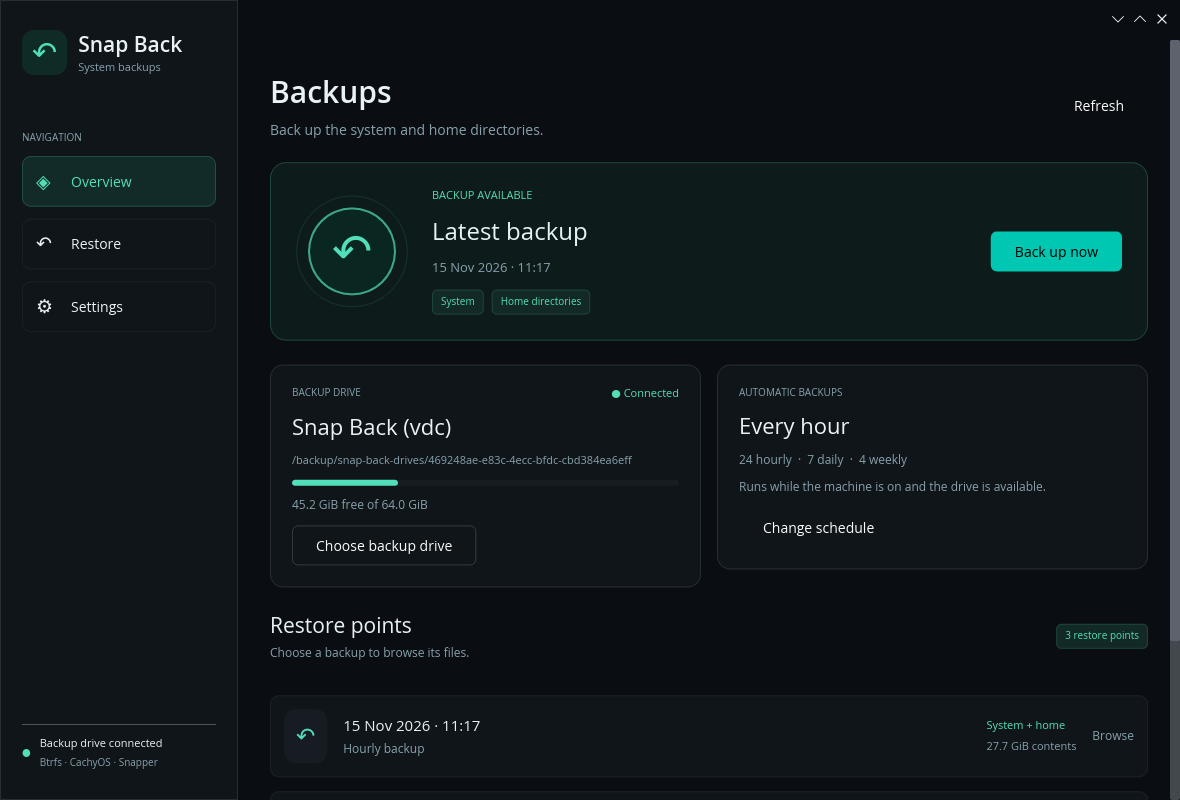 Snap Back
System backups
NAVIGATION
Overview
Restore
Settings
Backup drive connected
Btrfs · CachyOS · Snapper
Backups
Back up the system and home directories.
Refresh
BACKUP AVAILABLE
Latest backup
15 Nov 2026 · 11:17
System
Home directories
Back up now
BACKUP DRIVE
Connected
Snap Back (vdc)
/backup/snap-back-drives/469248ae-e83c-4ecc-bfdc-cbd384ea6eff
45.2 GiB free of 64.0 GiB
Choose backup drive
AUTOMATIC BACKUPS
Every hour
24 hourly · 7 daily · 4 weekly
Runs while the machine is on and the drive is available.
Change schedule
Restore points
Choose a backup to browse its files.
3 restore points
15 Nov 2026 · 11:17
Hourly backup
System + home
27.7 GiB contents
Browse